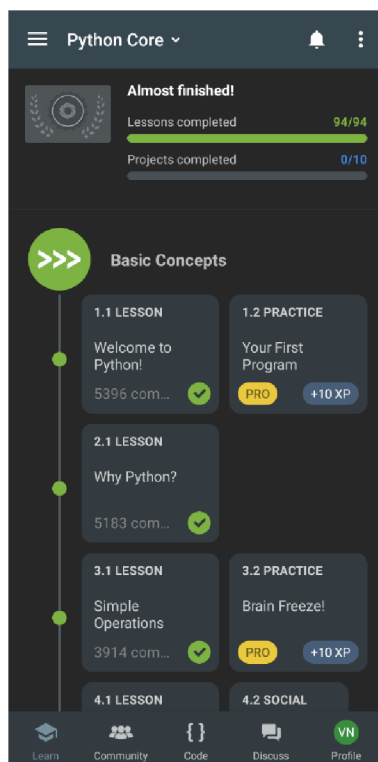 Python Core
Almost finished!
Lessons completed 94/94
Projects completed 0/10
>>> Basic Concepts
1.1 LESSON
Welcome to
Python!
5396 com...
1.2 PRACTICE
Your First
Program
PRO +10 XP
2.1 LESSON
Why Python?
5183 com...
3.1 LESSON
Simple
Operations
3914 com...
3.2 PRACTICE
Brain Freeze!
PRO +10 XP
4.1 LESSON
4.2 SOCIAL
{ } VN
Learn Community Code Discuss Profile